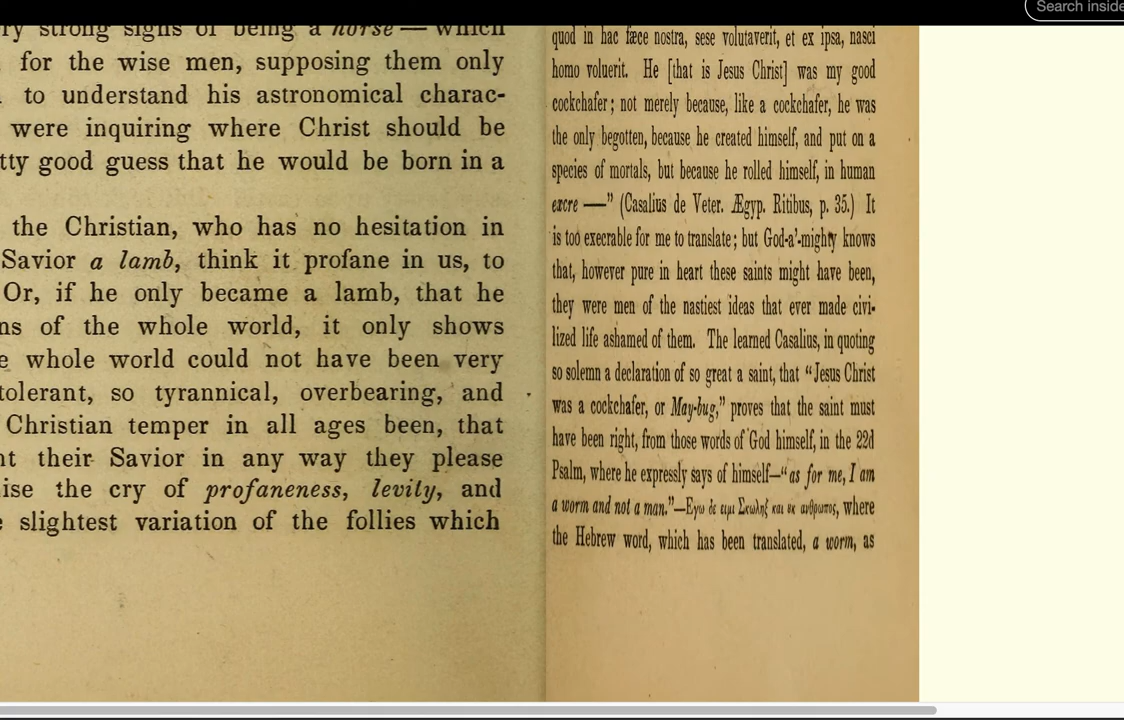 Search inside
ry strong signs of being a horse — which
for the wise men, supposing them only
to understand his astronomical charac-
were inquiring where Christ should be
tty good guess that he would be born in a
the Christian, who has no hesitation in
Savior a lamb, think it profane in us, to
Or, if he only became a lamb, that he
ns of the whole world, it only shows
e whole world could not have been very
tolerant, so tyrannical, overbearing, and
Christian temper in all ages been, that
nt their Savior in any way they please
ise the cry of profaneness, levity, and
e slightest variation of the follies which
quod in hac fæce nostra, sese volutaverit, et ex ipsa, nasci
homo voluerit. He [that is Jesus Christ] was my good
cockchafer; not merely because, like a cockchafer, he was
the only begotten, because he created himself, and put on a
species of mortals, but because he rolled himself, in human
excre —" (Casalius de Veter. Ægyp. Ritibus, p. 35.) It
is too execrable for me to translate; but God-a'-mighty knows
that, however pure in heart these saints might have been,
they were men of the nastiest ideas that ever made civi-
lized life ashamed of them. The learned Casalius, in quoting
so solemn a declaration of so great a saint, that "Jesus Christ
was a cockchafer, or May-bug," proves that the saint must
have been right, from those words of God himself, in the 22d
Psalm, where he expressly says of himself—"as for me, I am
a worm and not a man."—Εγω δε ειμι Σκωληξ και ȣκ ανθρωπος, where
the Hebrew word, which has been translated, a worm, as